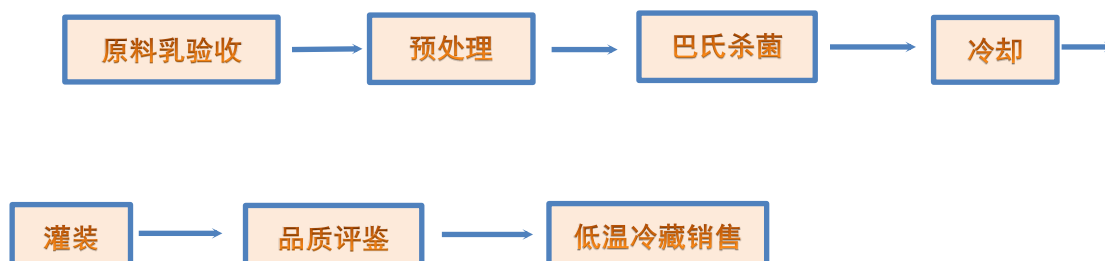 原料乳验收
预处理
巴氏杀菌
冷却
灌装
品质评鉴
低温冷藏销售